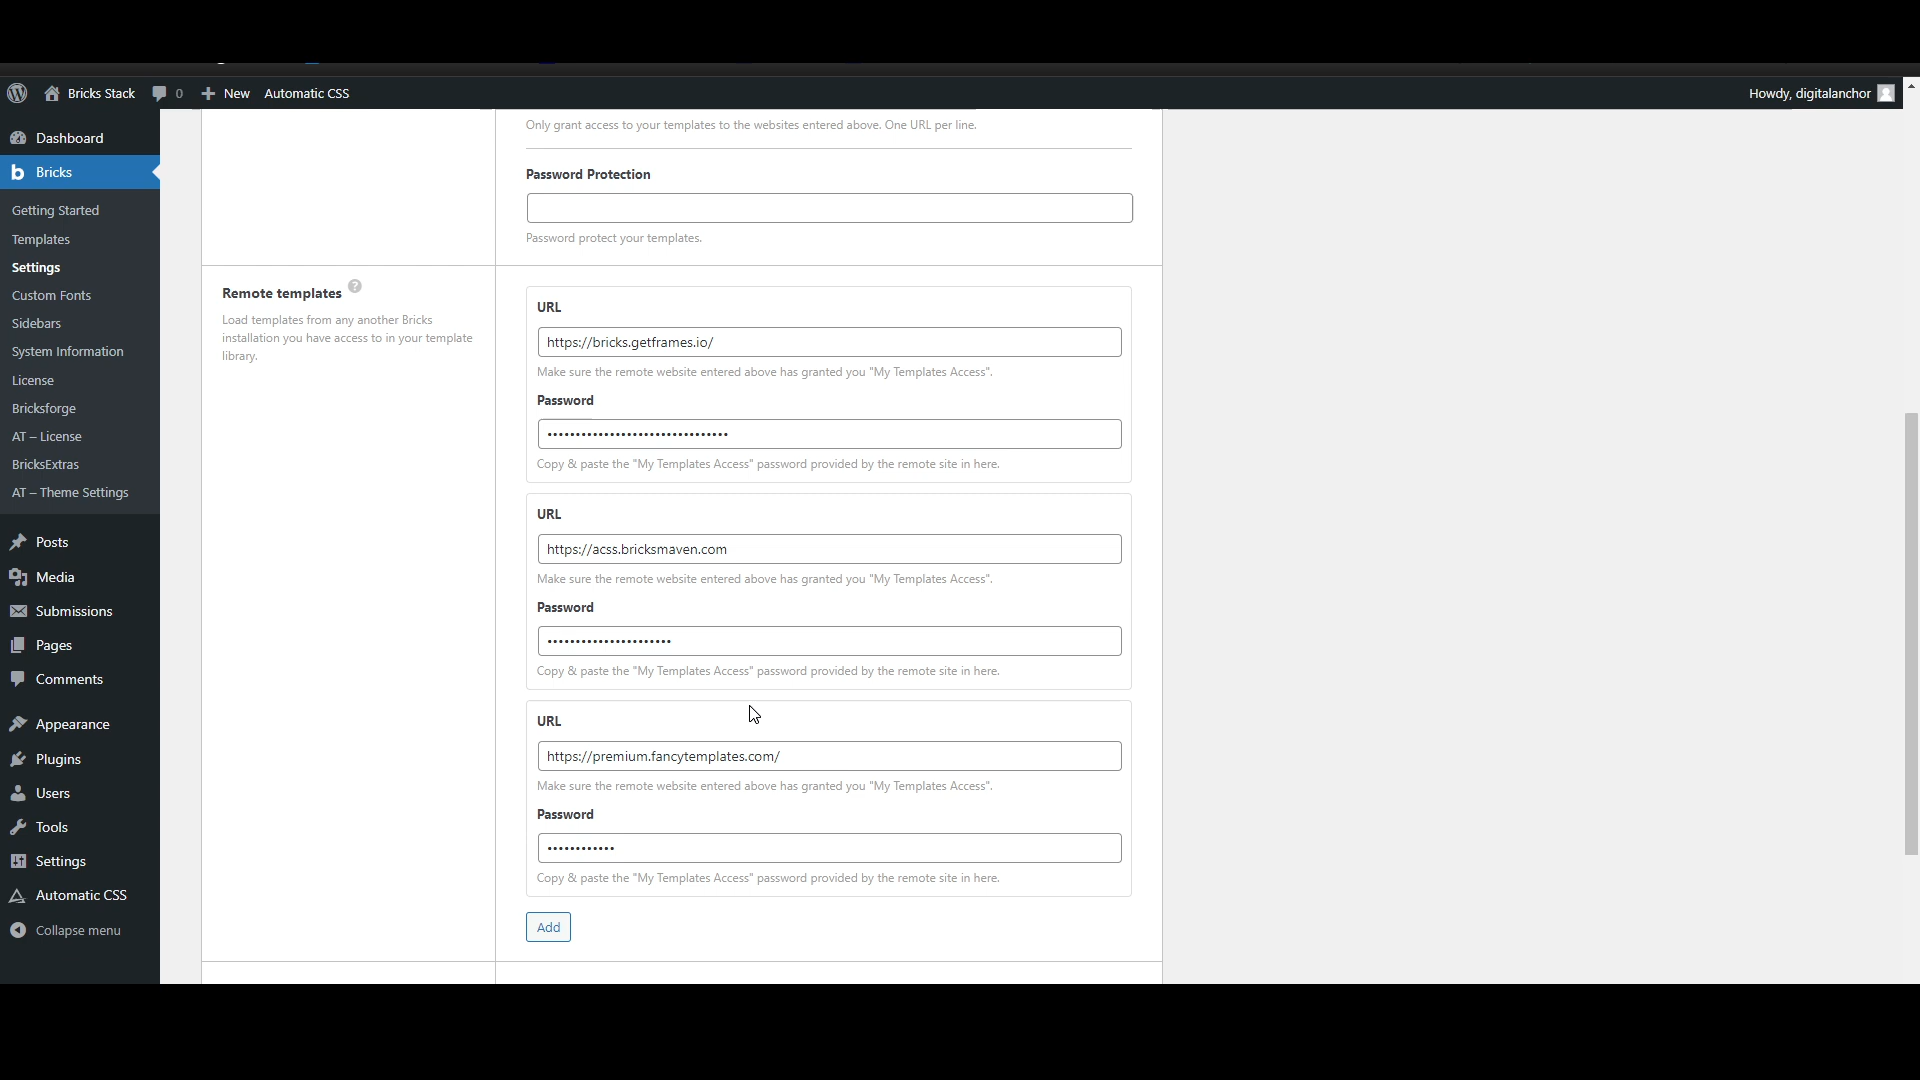 Bricks Stack
0
New
Automatic CSS
Howdy, digitalanchor
Dashboard
Bricks
Getting Started
Templates
Settings
Custom Fonts
Sidebars
System Information
License
Bricksforge
AT – License
BricksExtras
AT – Theme Settings
Posts
Media
Submissions
Pages
Comments
Appearance
Plugins
Users
Tools
Settings
Automatic CSS
Collapse menu
Only grant access to your templates to the websites entered above. One URL per line.
Password Protection
Password protect your templates.
Remote templates ?
Load templates from any another Bricks
installation you have access to in your template
library.
URL
https://bricks.getframes.io/
Make sure the remote website entered above has granted you "My Templates Access".
Password
Copy & paste the "My Templates Access" password provided by the remote site in here.
URL
https://acss.bricksmaven.com
Make sure the remote website entered above has granted you "My Templates Access".
Password
Copy & paste the "My Templates Access" password provided by the remote site in here.
URL
https://premium.fancytemplates.com/
Make sure the remote website entered above has granted you "My Templates Access".
Password
Copy & paste the "My Templates Access" password provided by the remote site in here.
Add